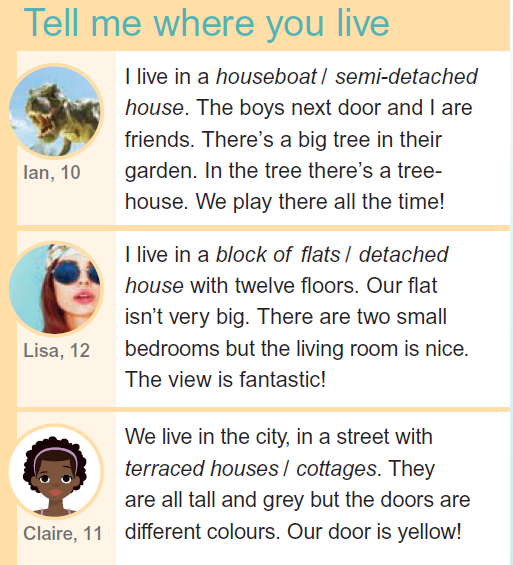 Tell me where you live
I live in a houseboat / semi-detached
house. The boys next door and I are
friends. There’s a big tree in their
garden. In the tree there’s a tree-
house. We play there all the time!
Ian, 10
I live in a block of flats / detached
house with twelve floors. Our flat
isn’t very big. There are two small
bedrooms but the living room is nice.
The view is fantastic!
Lisa, 12
We live in the city, in a street with
terraced houses / cottages. They
are all tall and grey but the doors are
different colours. Our door is yellow!
Claire, 11